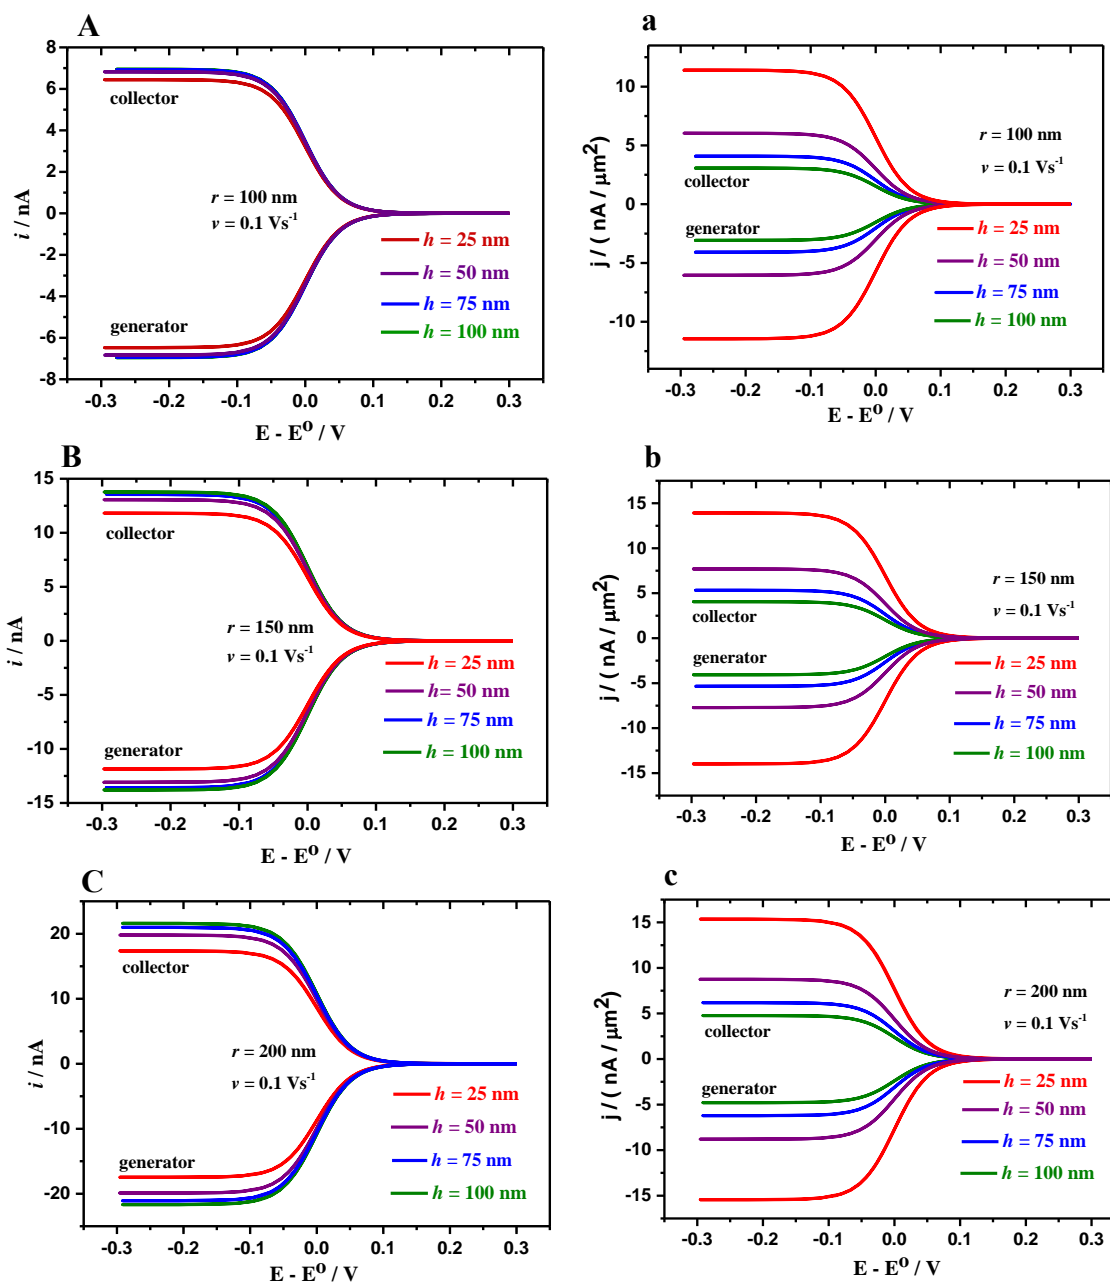 A
8
6
4
2
0
2
4
6
8
i / nA
collector
r = 100 nm
v = 0.1 Vs-1
h = 25 nm
h = 50 nm
h = 75 nm
h = 100 nm
generator
-0.3 -0.2 -0.1 0.0 0.1 0.2 0.3
E - EO / V
a
10
5
0
-5
-10
j / ( nA / μm2)
r = 100 nm
v = 0.1 Vs-1
collector
generator
h = 25 nm
h = 50 nm
h = 75 nm
h = 100 nm
-0.3 -0.2 -0.1 0.0 0.1 0.2 0.3
E - EO / V
B
15
10
5
0
-5
-10
-15
i / nA
collector
r = 150 nm
v = 0.1 Vs-1
h = 25 nm
h= 50 nm
h = 75 nm
h = 100 nm
generator
-0.3 -0.2 -0.1 0.0 0.1 0.2 0.3
E - EO / V
b
15
10
5
0
-5
-10
-15
j / ( nA / μm2)
r = 150 nm
v = 0.1 Vs-1
collector
generator
h = 25 nm
h = 50 nm
h = 75 nm
h = 100 nm
-0.3 -0.2 -0.1 0.0 0.1 0.2 0.3
E - EO / V
C
20
10
0
-10
-20
i / nA
collector
r = 200 nm
v = 0.1 Vs-1
h = 25 nm
h = 50 nm
h = 75 nm
h = 100 nm
generator
-0.3 -0.2 -0.1 0.0 0.1 0.2 0.3
E - EO / V
c
15
10
5
0
-5
-10
-15
j / ( nA / μm2)
r = 200 nm
v = 0.1 Vs-1
collector
generator
h = 25 nm
h = 50 nm
h = 75 nm
h = 100 nm
-0.3 -0.2 -0.1 0.0 0.1 0.2 0.3
E - EO / V